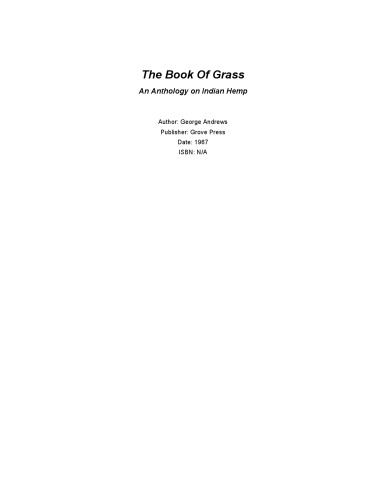 The Book Of Grass
An Anthology on Indian Hemp
Author: George Andrews
Publisher: Grove Press
Date: 1967
ISBN: N/A